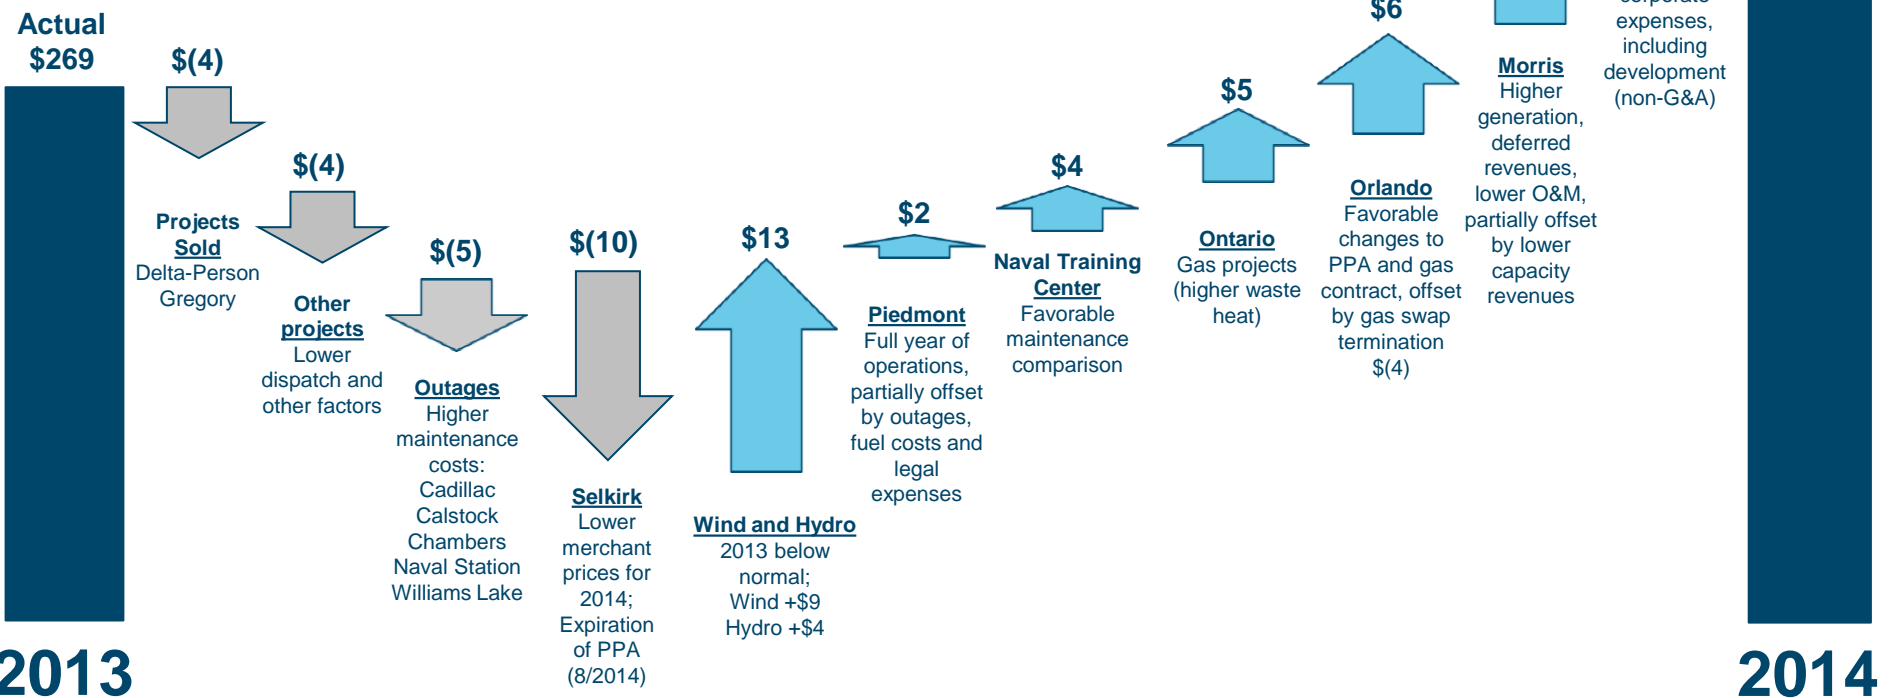 Actual
$269
$(4)
Projects
Sold
Delta-Person
Gregory
$(4)
Other
projects
Lower
dispatch and
other factors
$(5)
Outages
Higher
maintenance
costs:
Cadillac
Calstock
Chambers
Naval Station
Williams Lake
$(10)
Selkirk
Lower
merchant
prices for
2014;
Expiration
of PPA
(8/2014)
$13
Wind and Hydro
2013 below
normal;
Wind +$9
Hydro +$4
$2
Piedmont
Full year of
operations,
partially offset
by outages,
fuel costs and
legal
expenses
$4
Naval Training
Center
Favorable
maintenance
comparison
$5
Ontario
Gas projects
(higher waste
heat)
$6
Orlando
Favorable
changes to
PPA and gas
contract, offset
by gas swap
termination
$(4)
Morris
Higher
generation,
deferred
revenues,
lower O&M,
partially offset
by lower
capacity
revenues
corporate
expenses,
including
development
(non-G&A)
2013
2014